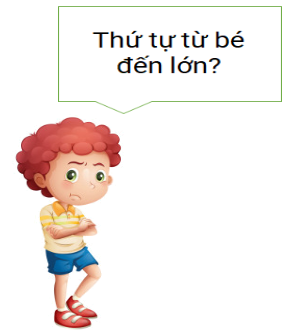 Thứ tự từ bé
đến lớn?